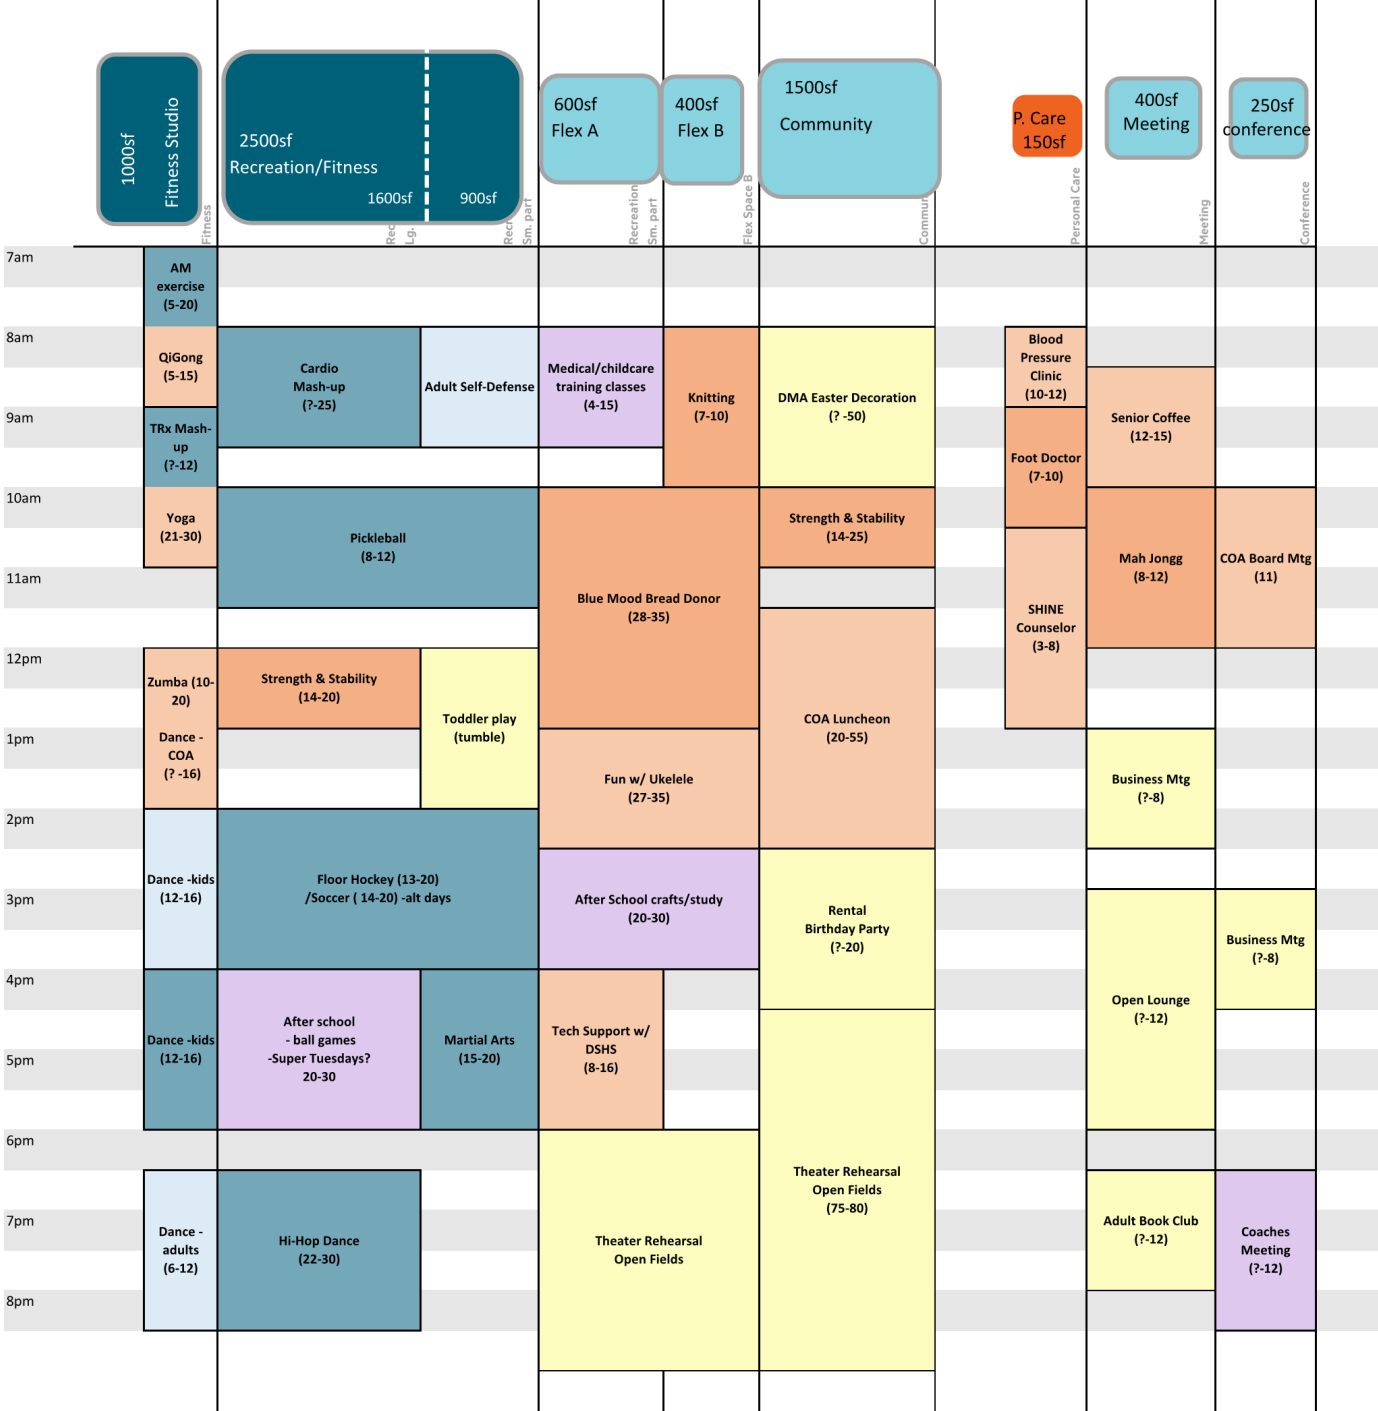 1000sf
Fitness Studio
2500sf
Recreation/Fitness
1600sf
900sf
600sf
Flex A
400sf
Flex B
1500sf
Community
P. Care
150sf
400sf
Meeting
250sf
conference
Fitness
Rec
Lg.
Rec
Sm. part
Recreation
Sm. part
Flex Space B
Commun
Personal Care
Meeting
Conference
7am
AM
exercise
(5-20)
8am
QiGong
(5-15)
Cardio
Mash-up
(?-25)
Adult Self-Defense
Medical/childcare
training classes
(4-15)
Knitting
(7-10)
DMA Easter Decoration
(? -50)
Blood
Pressure
Clinic
(10-12)
9am
TRx Mash-
up
(?-12)
Foot Doctor
(7-10)
Senior Coffee
(12-15)
10am
Yoga
(21-30)
Pickleball
(8-12)
Blue Mood Bread Donor
(28-35)
Strength & Stability
(14-25)
SHINE
Counselor
(3-8)
Mah Jongg
(8-12)
COA Board Mtg
(11)
11am
COA Luncheon
(20-55)
12pm
Zumba (10-
20)
Dance -
COA
(? -16)
Strength & Stability
(14-20)
Toddler play
(tumble)
1pm
Fun w/ Ukelele
(27-35)
Business Mtg
(?-8)
2pm
Dance -kids
(12-16)
Floor Hockey (13-20)
/Soccer ( 14-20) -alt days
After School crafts/study
(20-30)
Rental
Birthday Party
(?-20)
3pm
Open Lounge
(?-12)
Business Mtg
(?-8)
4pm
Dance -kids
(12-16)
After school
- ball games
-Super Tuesdays?
20-30
Martial Arts
(15-20)
Tech Support w/
DSHS
(8-16)
Theater Rehearsal
Open Fields
(75-80)
5pm
6pm
Theater Rehearsal
Open Fields
Dance -
adults
(6-12)
Hi-Hop Dance
(22-30)
Adult Book Club
(?-12)
Coaches
Meeting
(?-12)
7pm
8pm